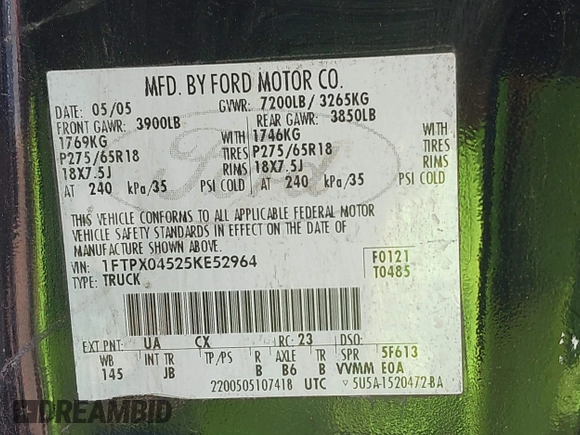 MFD. BY FORD MOTOR CO.
DATE 05/05 GVWR: 7200LB/ 3265KG
FRONT GAWR: 3900LB REAR GAWR: 3850LB
1769KG WITH 1746KG WITH
P275/65R18 TIRES P275/65R18 TIRES
18X7.5J RIMS 18X7.5J RIMS
AT 240 kPa/35 PSI COLD AT 240 kPa/35 PSI COLD
THIS VEHICLE CONFORMS TO ALL APPLICABLE FEDERAL MOTOR
VEHICLE SAFETY STANDARDS IN EFFECT ON THE DATE OF
MANUFACTURE SHOWN ABOVE.
VIN: 1FTPX04525KE52964 F0121
TYPE: TRUCK T0485
EXT PNT: UA CX RC: 23 DSO:
WB INT TR TP/PS R AXLE TR SPR 5F613
145 JB B B6 B VVMM EOA
2200505107418 UTC 5U5A-1520472-BA
Ford
DREAMBID